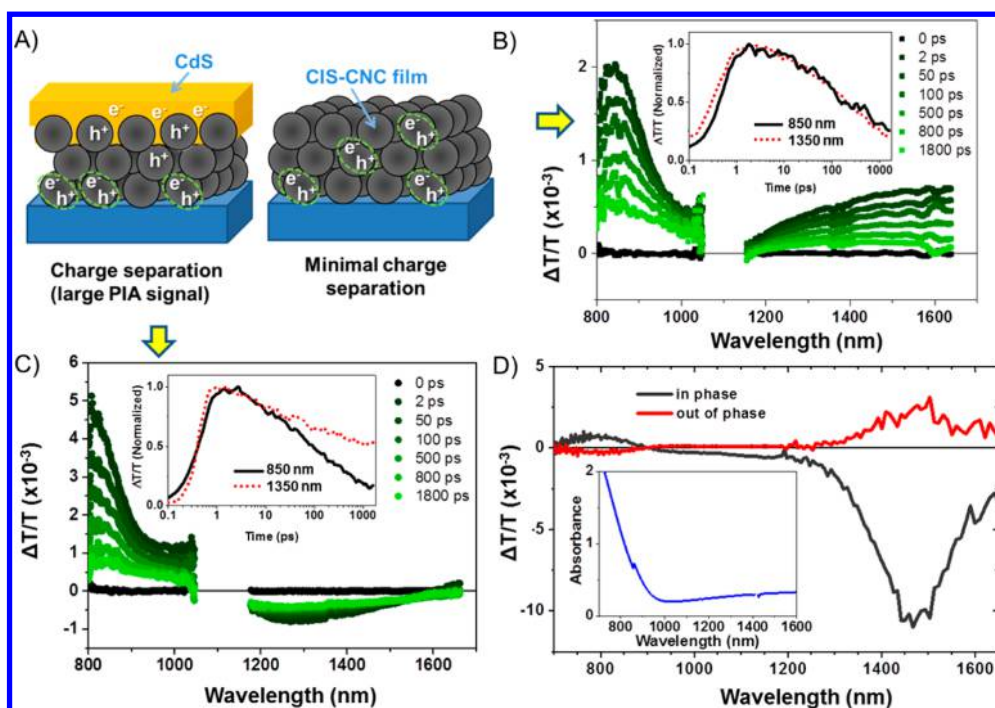 A)
CdS
CIS-CNC film
e- e- e-
h+ h+
h+
e- h+ e- h+ e- h+
e- h+
e- h+
e- h+ e- h+
Charge separation
(large PIA signal)
Minimal charge
separation
B)
ΔT/T (x10-3)
2
1
0
800 1000 1200 1400 1600
Wavelength (nm)
ΔT/T (Normalized)
1.0
0.5
0.0
0.1 1 10 100 1000
Time (ps)
850 nm
1350 nm
0 ps
2 ps
50 ps
100 ps
500 ps
800 ps
1800 ps
C)
ΔT/T (x10-3)
6
5
4
3
2
1
0
-1
800 1000 1200 1400 1600
Wavelength (nm)
ΔT/T (Normalized)
1.0
0.5
0.0
0.1 1 10 100 1000
Time (ps)
850 nm
1350 nm
0 ps
2 ps
50 ps
100 ps
500 ps
800 ps
1800 ps
D)
ΔT/T (x10-3)
5
0
-5
-10
800 1000 1200 1400 1600
Wavelength (nm)
in phase
out of phase
Absorbance
2
1
0
800 1000 1200 1400 1600
Wavelength (nm)